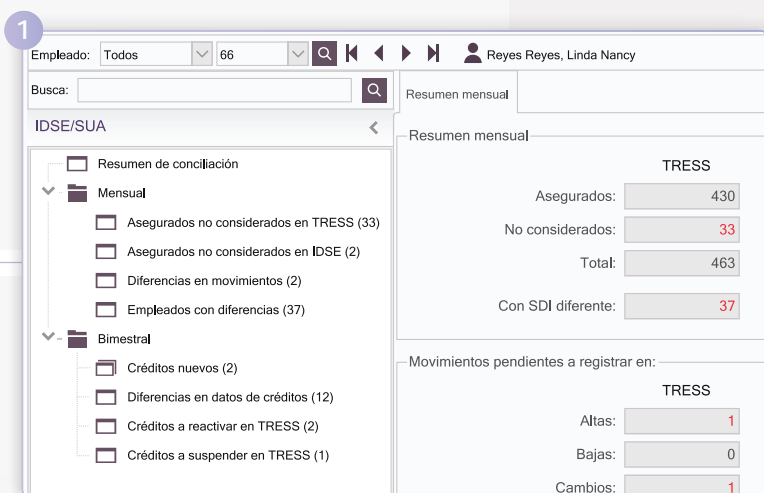 1
Empleado: Todos 66 Reyes Reyes, Linda Nancy
Busca:
IDSE/SUA
Resumen de conciliación
Mensual
Asegurados no considerados en TRESS (33)
Asegurados no considerados en IDSE (2)
Diferencias en movimientos (2)
Empleados con diferencias (37)
Bimestral
Créditos nuevos (2)
Diferencias en datos de créditos (12)
Créditos a reactivar en TRESS (2)
Créditos a suspender en TRESS (1)
Resumen mensual
Resumen mensual
TRESS
Asegurados: 430
No considerados: 33
Total: 463
Con SDI diferente: 37
Movimientos pendientes a registrar en:
TRESS
Altas: 1
Bajas: 0
Cambios: 1